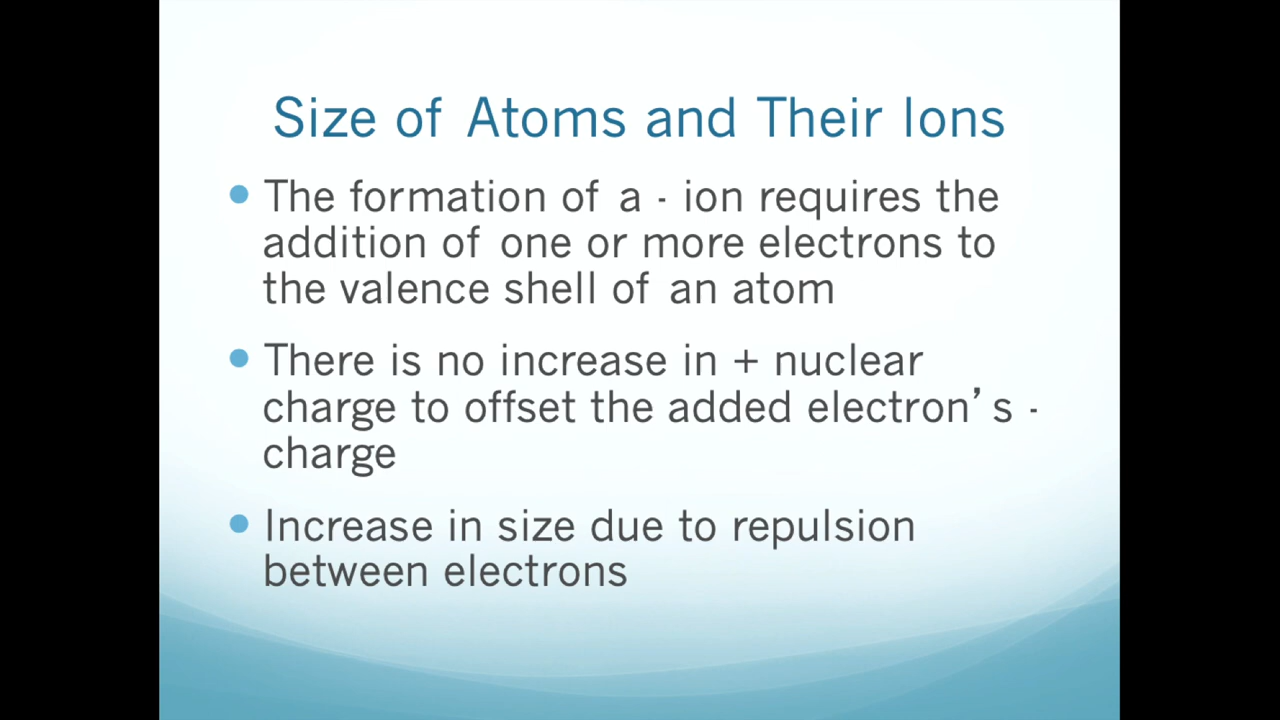 Size of Atoms and Their Ions
• The formation of a - ion requires the
addition of one or more electrons to
the valence shell of an atom
• There is no increase in + nuclear
charge to offset the added electron’s -
charge
• Increase in size due to repulsion
between electrons